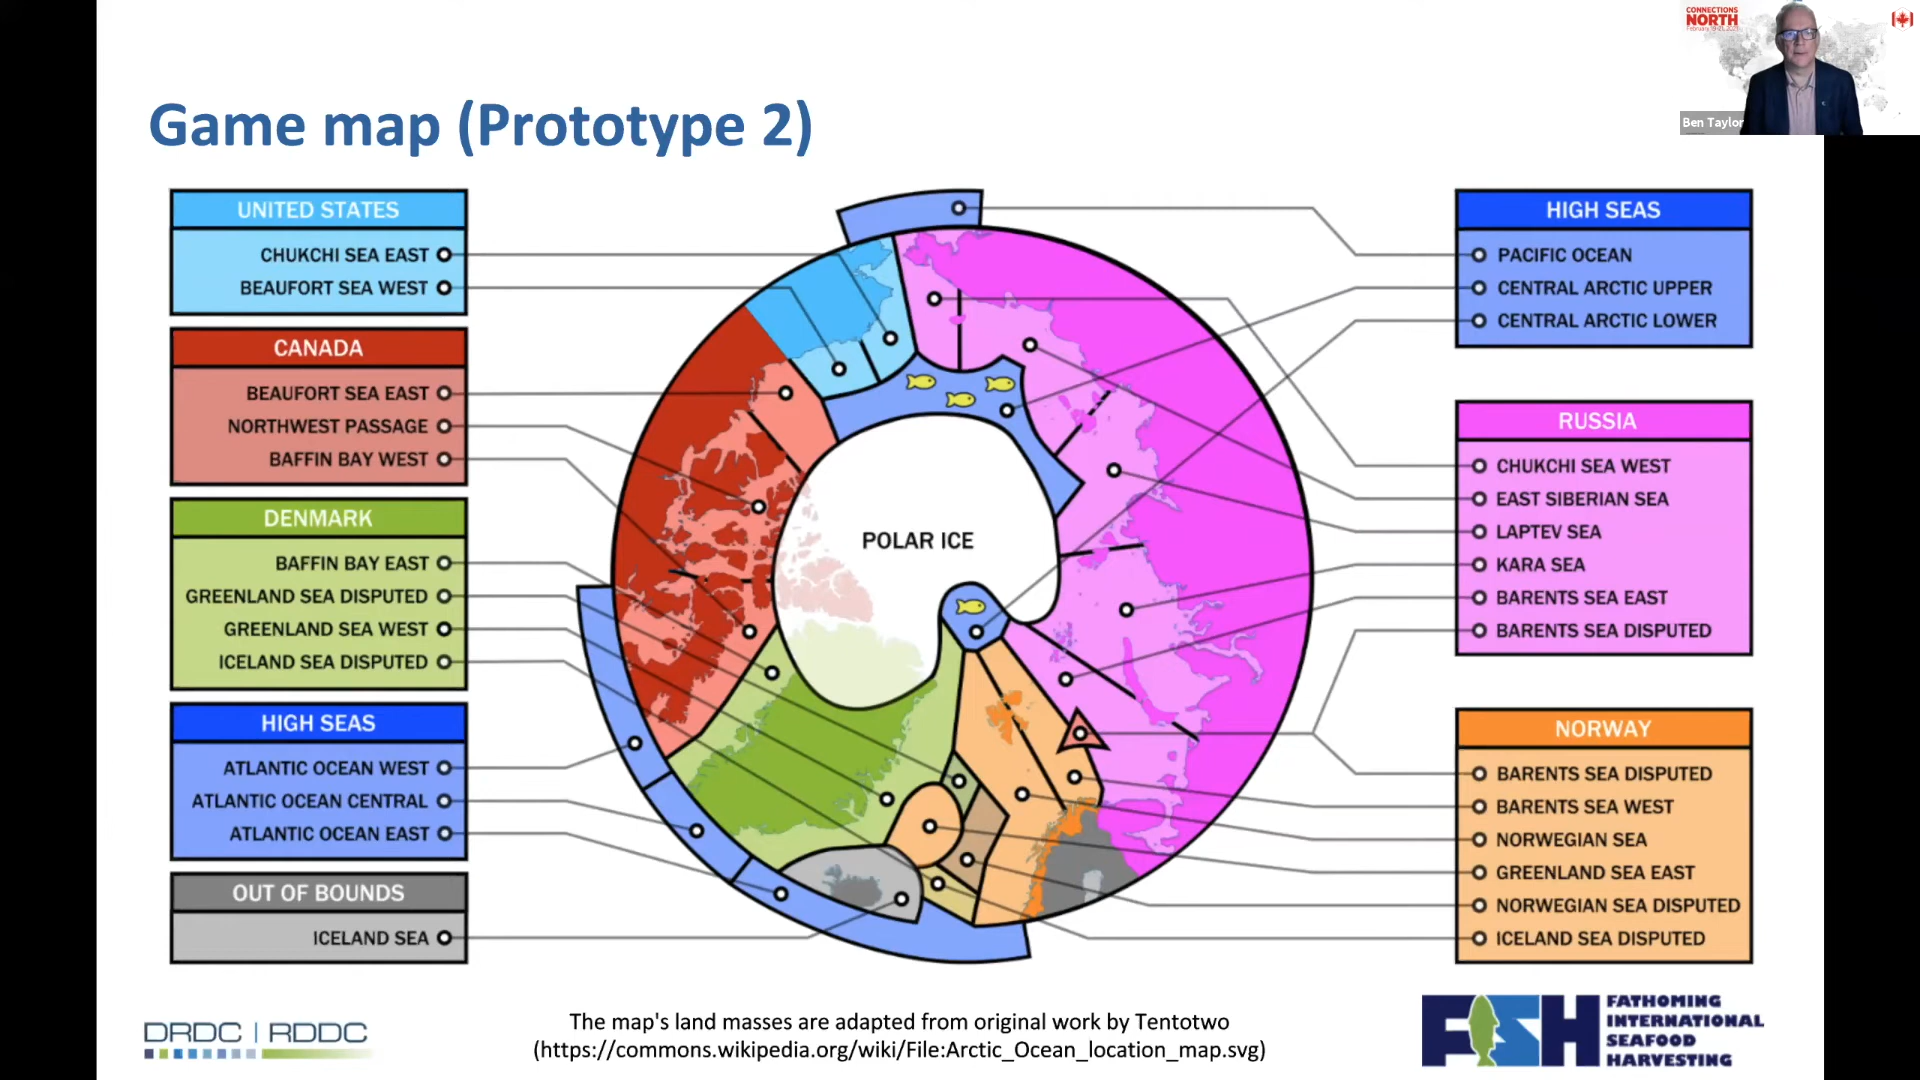 CONNECTIONS
NORTH
Ben Taylor
Game map (Prototype 2)
UNITED STATES
CHUKCHI SEA EAST
BEAUFORT SEA WEST
CANADA
BEAUFORT SEA EAST
NORTHWEST PASSAGE
BAFFIN BAY WEST
DENMARK
BAFFIN BAY EAST
GREENLAND SEA DISPUTED
GREENLAND SEA WEST
ICELAND SEA DISPUTED
HIGH SEAS
ATLANTIC OCEAN WEST
ATLANTIC OCEAN CENTRAL
ATLANTIC OCEAN EAST
OUT OF BOUNDS
ICELAND SEA
POLAR ICE
HIGH SEAS
PACIFIC OCEAN
CENTRAL ARCTIC UPPER
CENTRAL ARCTIC LOWER
RUSSIA
CHUKCHI SEA WEST
EAST SIBERIAN SEA
LAPTEV SEA
KARA SEA
BARENTS SEA EAST
BARENTS SEA DISPUTED
NORWAY
BARENTS SEA DISPUTED
BARENTS SEA WEST
NORWEGIAN SEA
GREENLAND SEA EAST
NORWEGIAN SEA DISPUTED
ICELAND SEA DISPUTED
DRDC | RDDC
The map's land masses are adapted from original work by Tentotwo
(https://commons.wikipedia.org/wiki/File:Arctic_Ocean_location_map.svg)
FISH
FATHOMING
INTERNATIONAL
SEAFOOD
HARVESTING